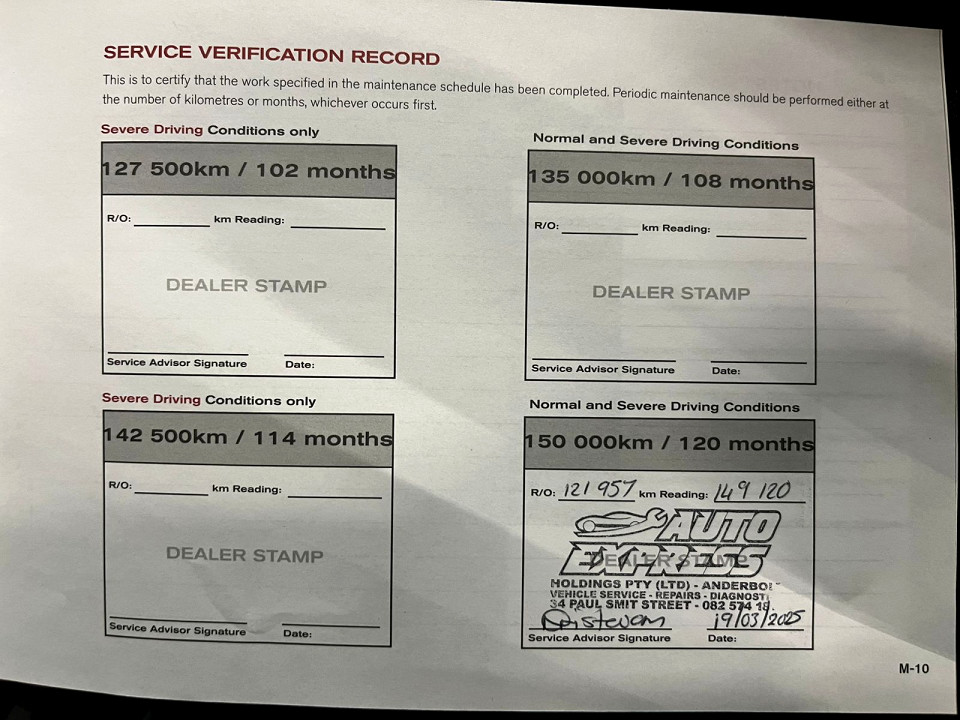 SERVICE VERIFICATION RECORD
This is to certify that the work specified in the maintenance schedule has been completed. Periodic maintenance should be performed either at
the number of kilometres or months, whichever occurs first.
Severe Driving Conditions only
127 500km / 102 months
R/O: km Reading:
DEALER STAMP
Service Advisor Signature Date:
Normal and Severe Driving Conditions
135 000km / 108 months
R/O: km Reading:
DEALER STAMP
Service Advisor Signature Date:
Severe Driving Conditions only
142 500km / 114 months
R/O: km Reading:
DEALER STAMP
Service Advisor Signature Date:
Normal and Severe Driving Conditions
150 000km / 120 months
R/O: 121 957 km Reading: 149 120
AUTO
EXPRESS
DEALER STAMP
HOLDINGS PTY (LTD) - ANDERBO
VEHICLE SERVICE - REPAIRS - DIAGNOST
34 PAUL SMIT STREET - 082 574 18
19/03/2025
Service Advisor Signature Date:
M-10